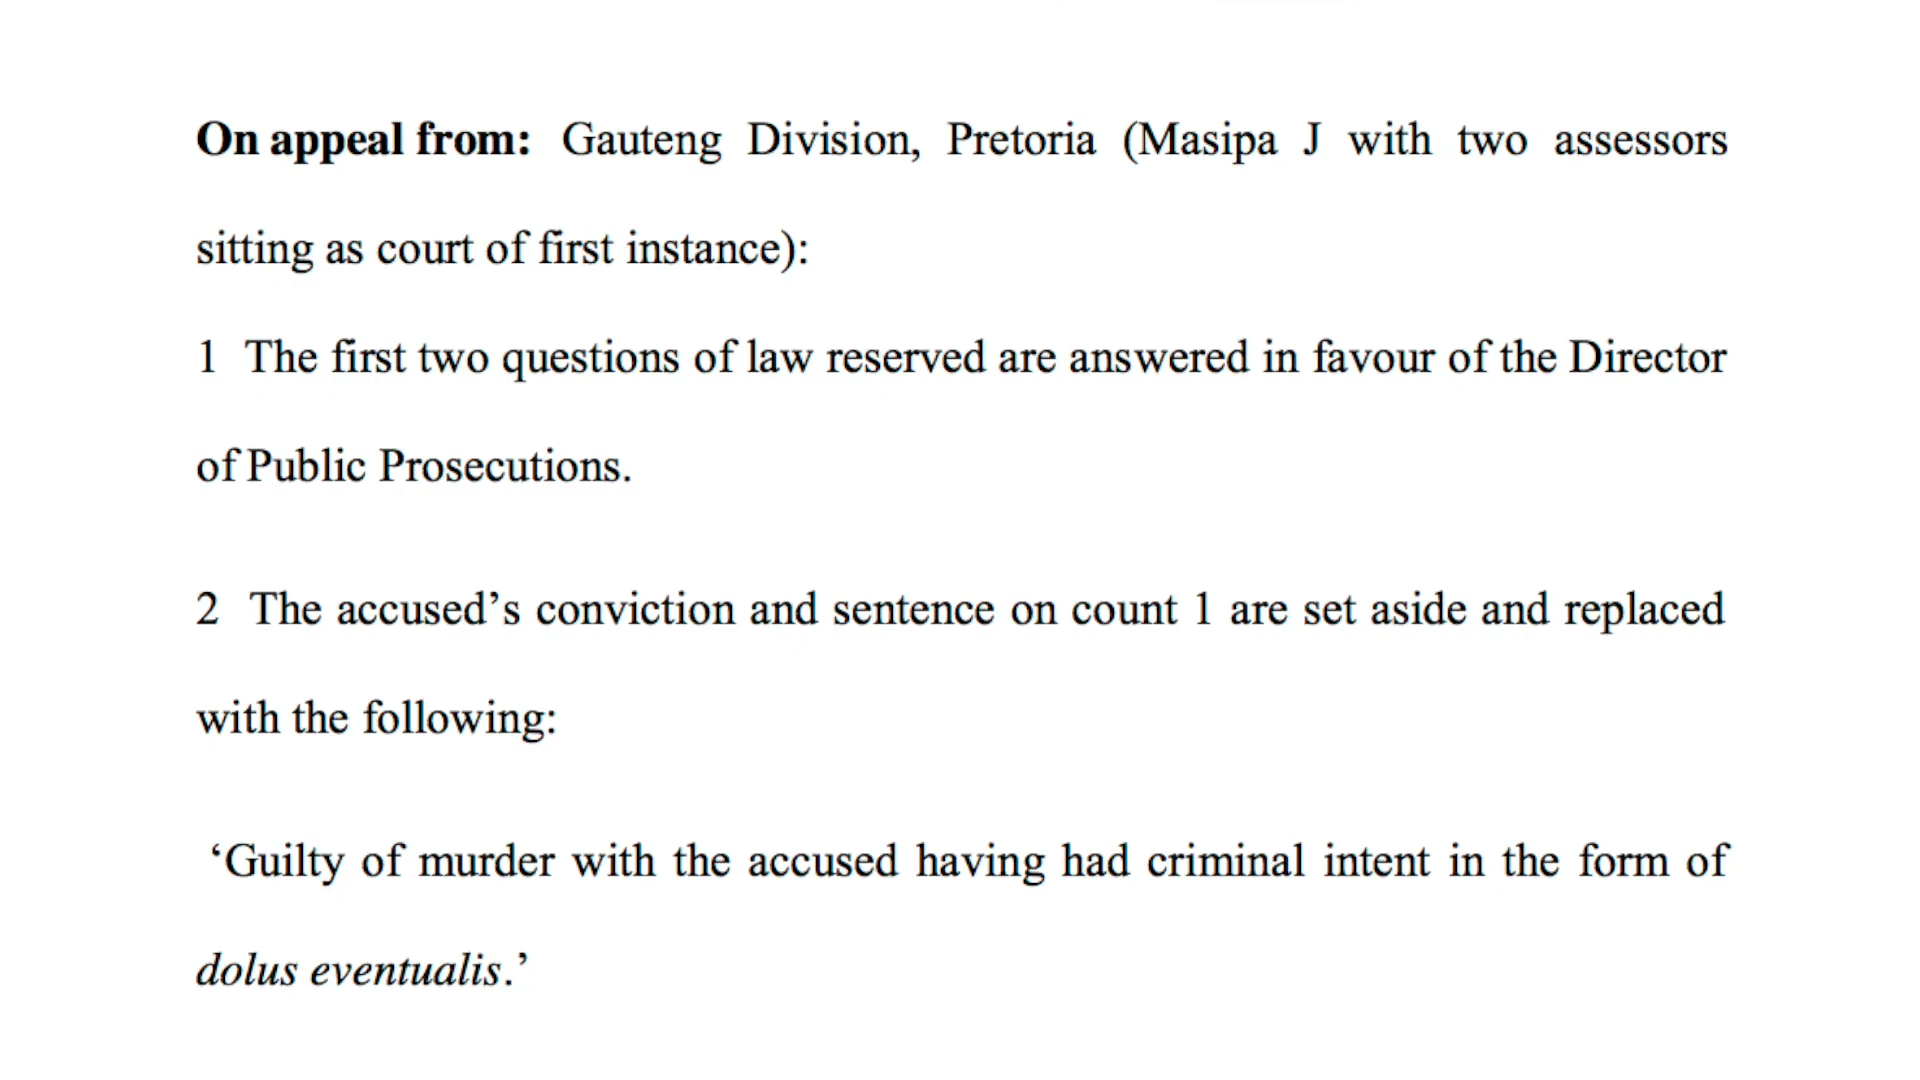 On appeal from: Gauteng Division, Pretoria (Masipa J with two assessors
sitting as court of first instance):
1 The first two questions of law reserved are answered in favour of the Director
of Public Prosecutions.
2 The accused’s conviction and sentence on count 1 are set aside and replaced
with the following:
‘Guilty of murder with the accused having had criminal intent in the form of
dolus eventualis.’